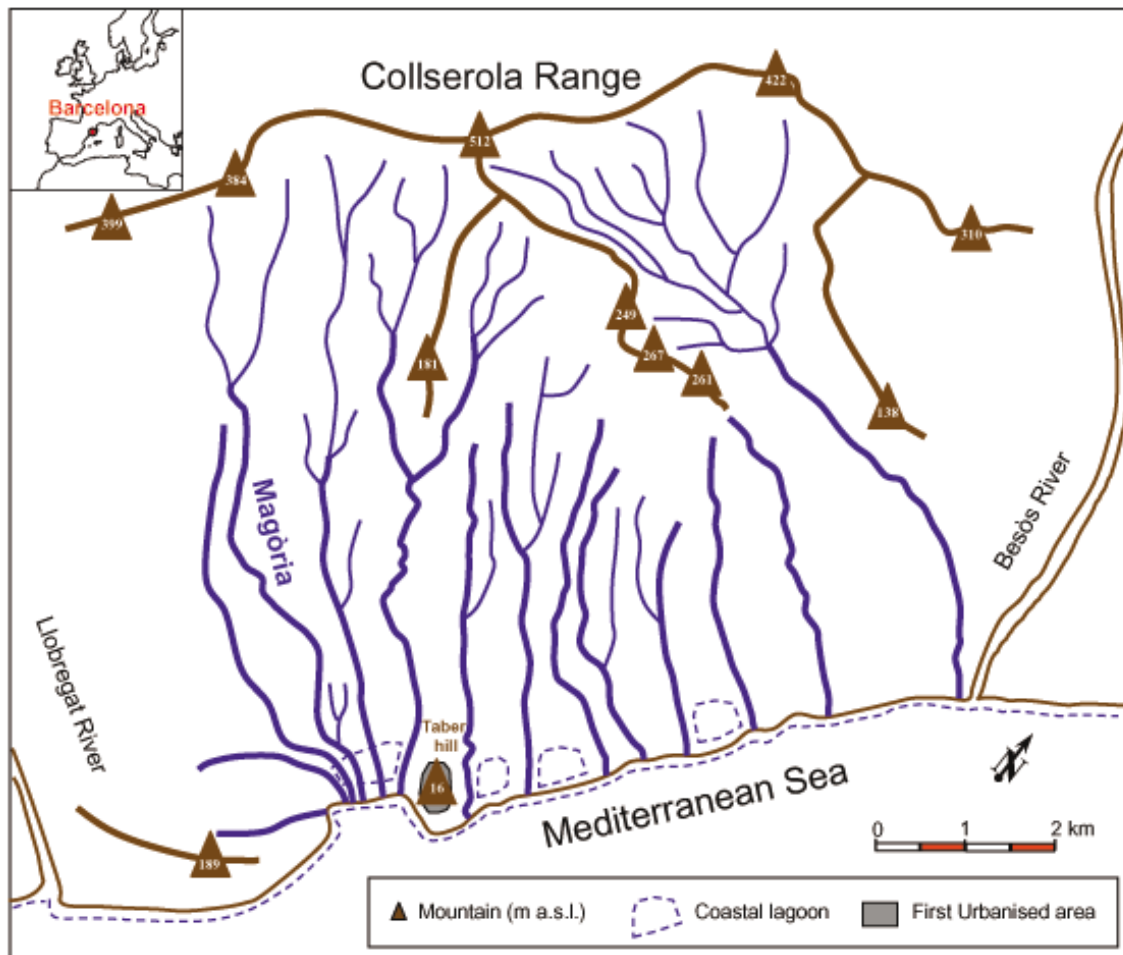 Barcelona
Collserola Range
422
512
384
399
310
249
267
181
261
138
Magòria
Besòs River
Llobregat River
Taber
hill
16
189
Mediterranean Sea
N
0 1 2 km
Mountain (m a.s.l.)
Coastal lagoon
First Urbanised area